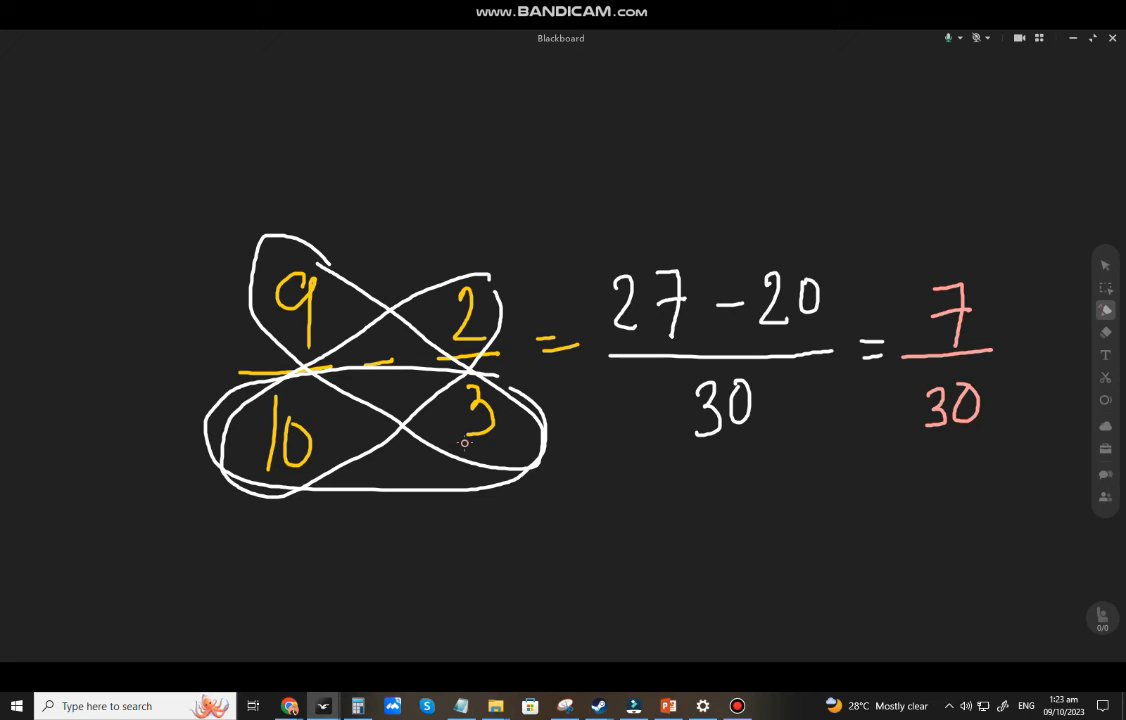 www.BANDICAM.com
Blackboard
9/10 - 2/3 = 27 - 20/30 = 7/30
0/0
Type here to search
28°C Mostly clear
ENG
1:23 am
09/10/2023